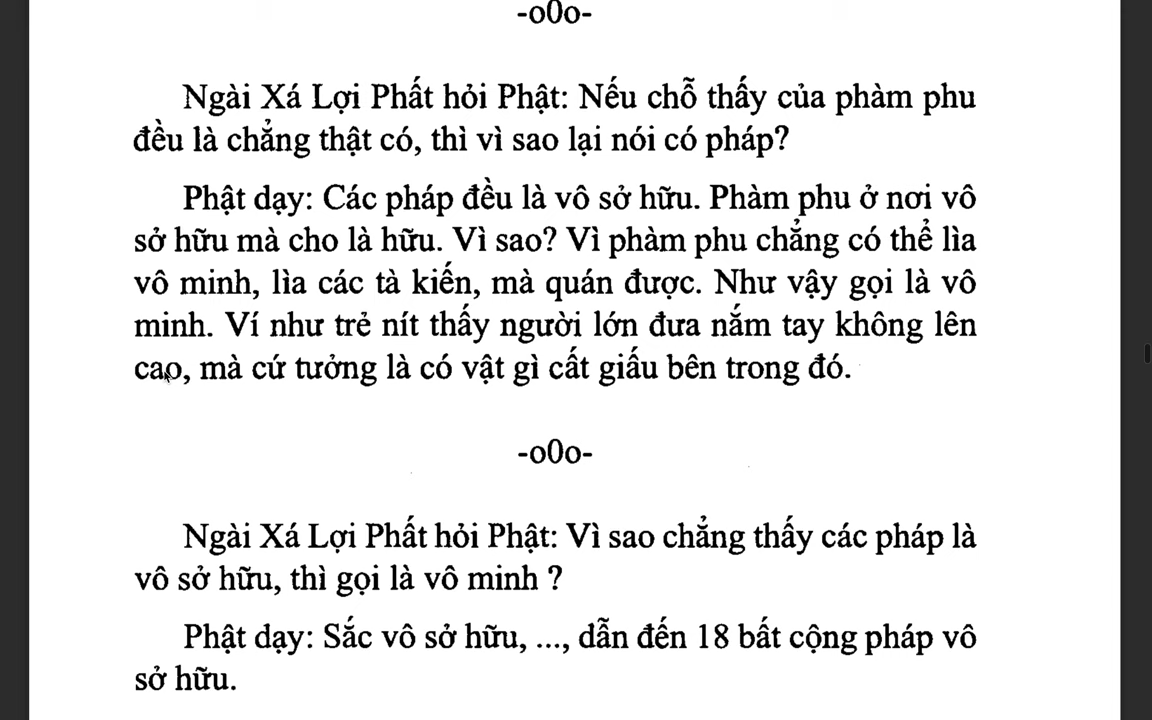 -o0o-
Ngài Xá Lợi Phất hỏi Phật: Nếu chỗ thấy của phàm phu
đều là chẳng thật có, thì vì sao lại nói có pháp?
Phật dạy: Các pháp đều là vô sở hữu. Phàm phu ở nơi vô
sở hữu mà cho là hữu. Vì sao? Vì phàm phu chẳng có thể lìa
vô minh, lìa các tà kiến, mà quán được. Như vậy gọi là vô
minh. Ví như trẻ nít thấy người lớn đưa nắm tay không lên
cao, mà cứ tưởng là có vật gì cất giấu bên trong đó.
-o0o-
Ngài Xá Lợi Phất hỏi Phật: Vì sao chẳng thấy các pháp là
vô sở hữu, thì gọi là vô minh ?
Phật dạy: Sắc vô sở hữu, ..., dẫn đến 18 bất cộng pháp vô
sở hữu.